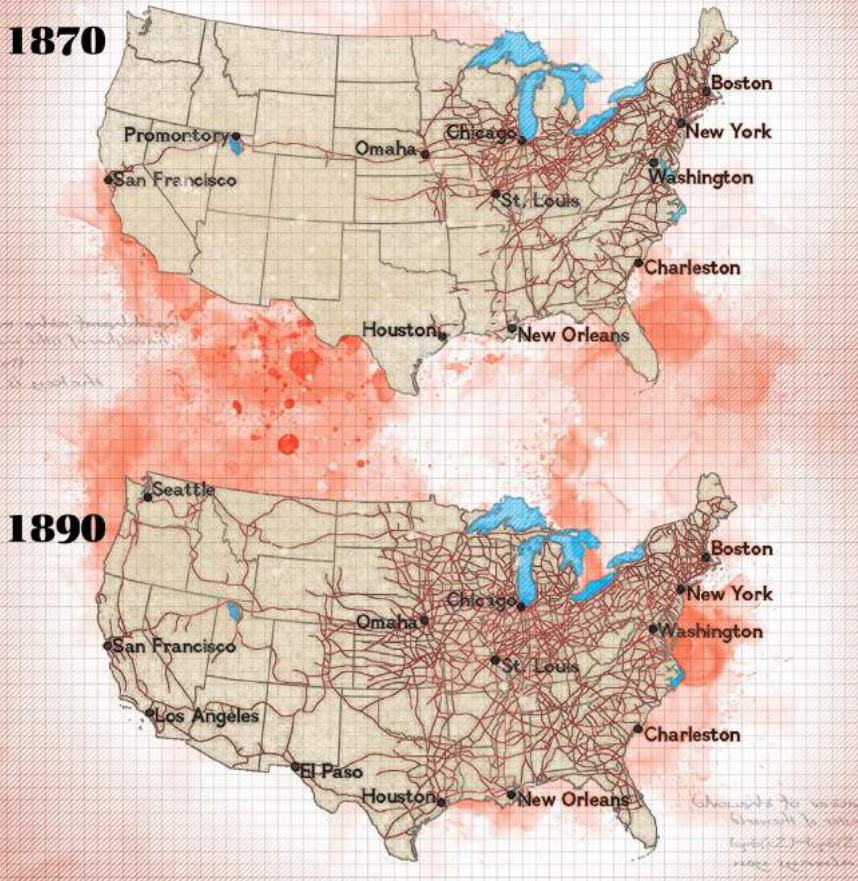 1870
Boston
Promontory
Chicago
New York
Omaha
San Francisco
Washington
St. Louis
Charleston
Houston
New Orleans
Seattle
1890
Boston
Chicago
New York
Omaha
Washington
San Francisco
St. Louis
Los Angeles
Charleston
El Paso
Houston
New Orleans